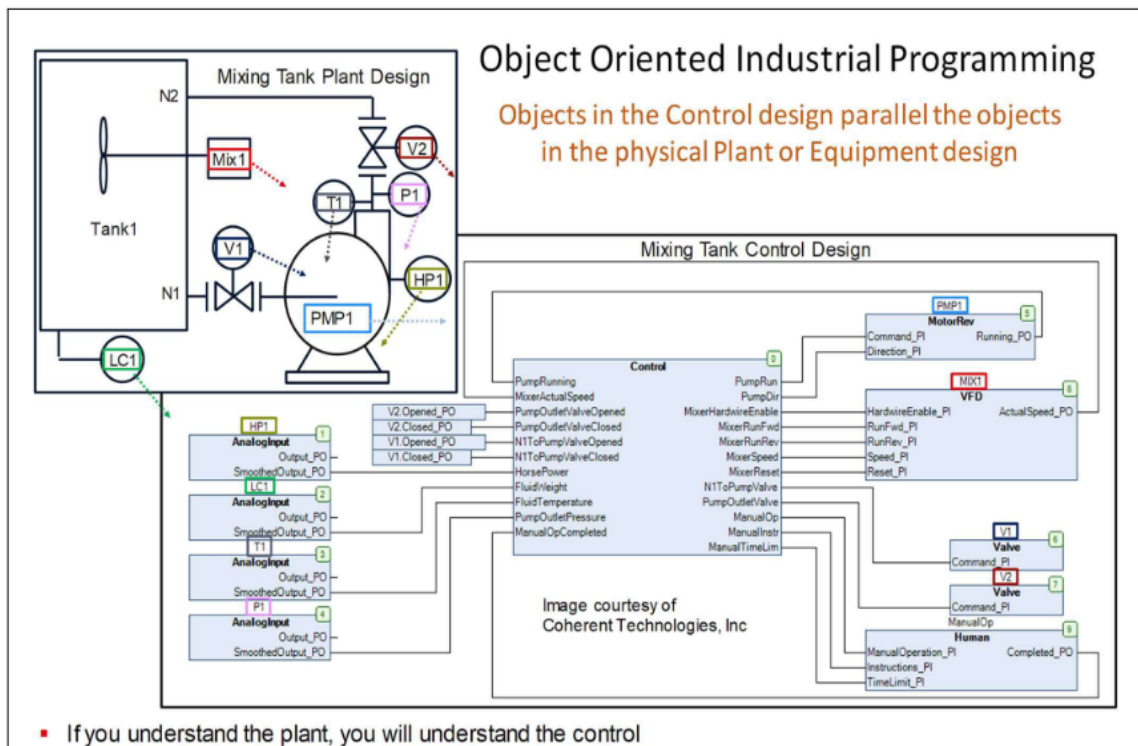 Object Oriented Industrial Programming
Objects in the Control design parallel the objects
in the physical Plant or Equipment design
Mixing Tank Plant Design
N2
Mix1
V2
T1
P1
Tank1
V1
HP1
N1
PMP1
LC1
Mixing Tank Control Design
HP1
1
AnalogInput
Output_PO
SmoothedOutput_PO
LC1
2
AnalogInput
Output_PO
SmoothedOutput_PO
T1
3
AnalogInput
Output_PO
SmoothedOutput_PO
P1
4
AnalogInput
Output_PO
SmoothedOutput_PO
V2.Opened_PO
V2.Closed_PO
V1.Opened_PO
V1.Closed_PO
0
Control
PumpRunning
MixerActualSpeed
PumpOutletValveOpened
PumpOutletValveClosed
N1ToPumpValveOpened
N1ToPumpValveClosed
HorsePower
FluidWeight
FluidTemperature
PumpOutletPressure
ManualOpCompleted
PumpRun
PumpDir
MixerHardwireEnable
MixerRunFwd
MixerRunRev
MixerSpeed
MixerReset
N1ToPumpValve
PumpOutletValve
ManualOp
ManualInstr
ManualTimeLim
PMP1
5
MotorRev
Command_PI Running_PO
Direction_PI
MIX1
8
VFD
HardwireEnable_PI ActualSpeed_PO
RunFwd_PI
RunRev_PI
Speed_PI
Reset_PI
V1
6
Valve
Command_PI
V2
7
Valve
Command_PI
ManualOp
9
Human
ManualOperation_PI Completed_PO
Instructions_PI
TimeLimit_PI
Image courtesy of
Coherent Technologies, Inc
▪ If you understand the plant, you will understand the control